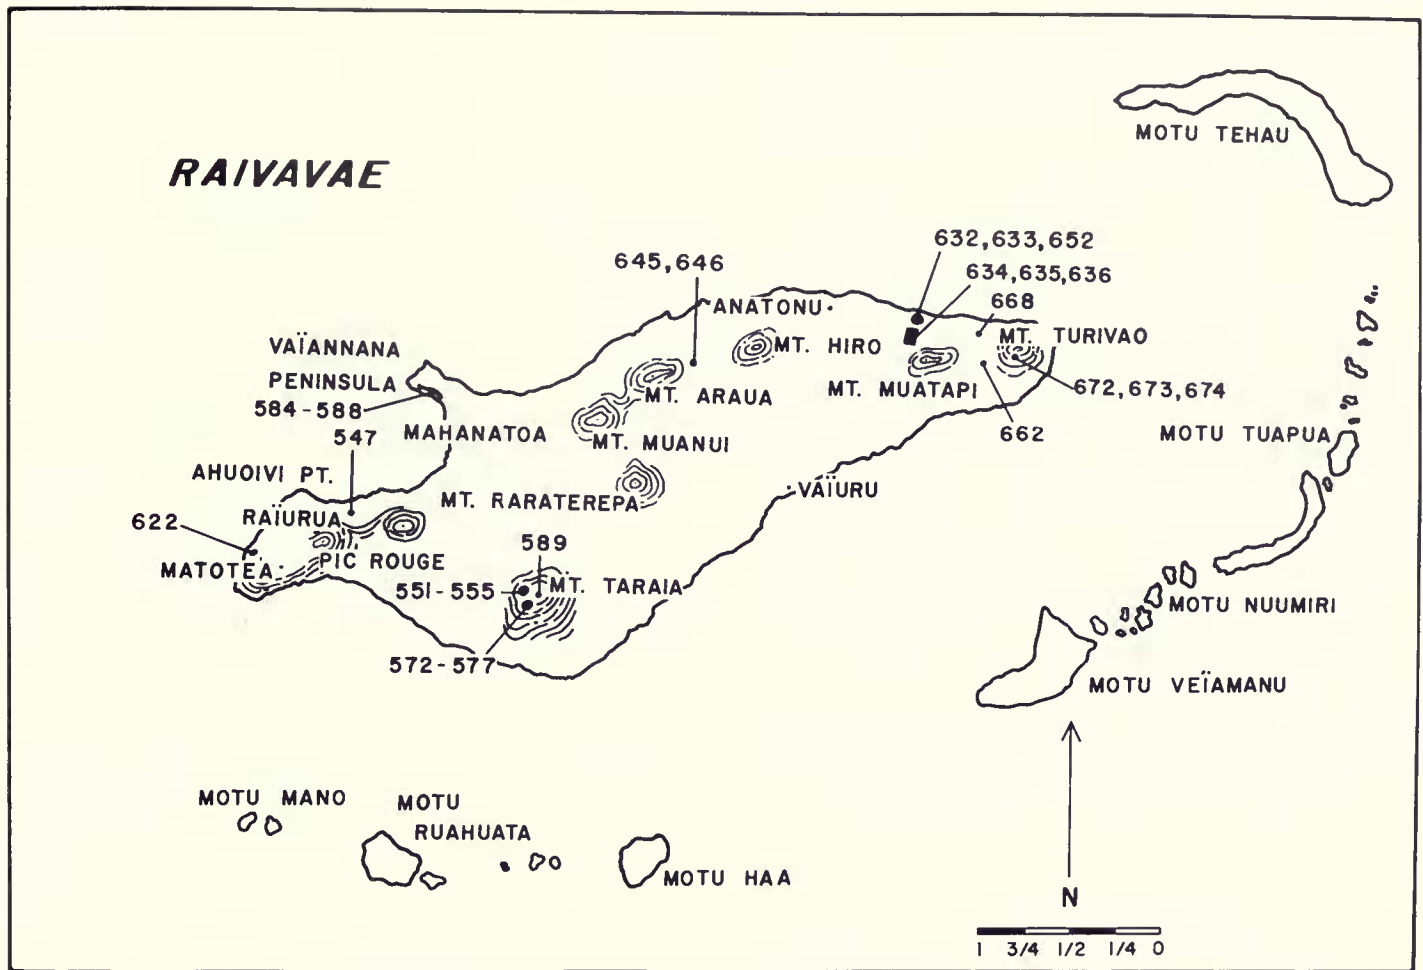 MOTU TEHAU
RAIVAVAE
632,633,652
645,646
634,635,636
668
ANATONU
MT. TURIVAO
VAÏANNANA
PENINSULA
MT. HIRO
584-588
MT. ARAUA
MT. MUATAPI
672,673,674
547
MAHANATOA
MT. MUANUI
662
MOTU TUAPUA
AHUOIVI PT.
MT. RARATEREPA
VAÏURU
622
RAÏURUA
589
MATOTEA
PIC ROUGE
551-555
MT. TARAIA
MOTU NUUMIRI
572-577
MOTU VEÏAMANU
MOTU MANO
MOTU
RUAHUATA
MOTU HAA
N
1 3/4 1/2 1/4 0